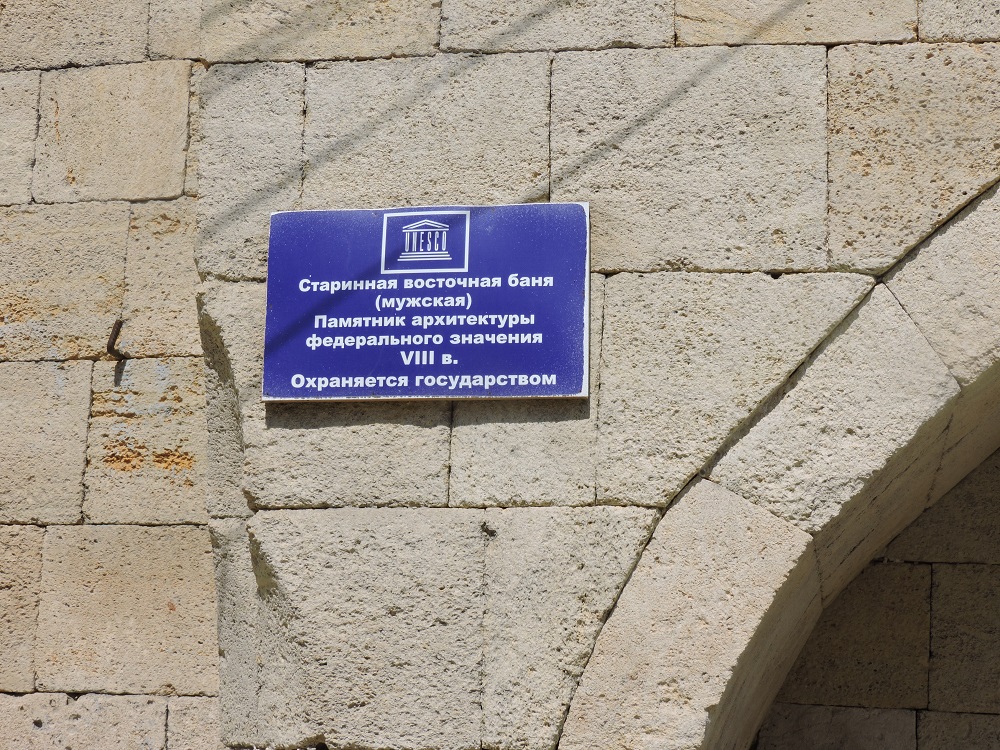 UNESCO
Старинная восточная баня
(мужская)
Памятник архитектуры
федерального значения
VIII в.
Охраняется государством